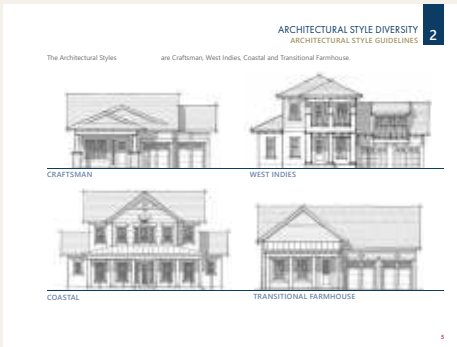 ARCHITECTURAL STYLE DIVERSITY
ARCHITECTURAL STYLE GUIDELINES
2
The Architectural Styles are Craftsman, West Indies, Coastal and Transitional Farmhouse.
CRAFTSMAN
WEST INDIES
COASTAL
TRANSITIONAL FARMHOUSE
5